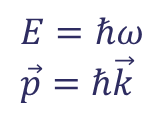 E = ħω
p⃗ = ħk⃗